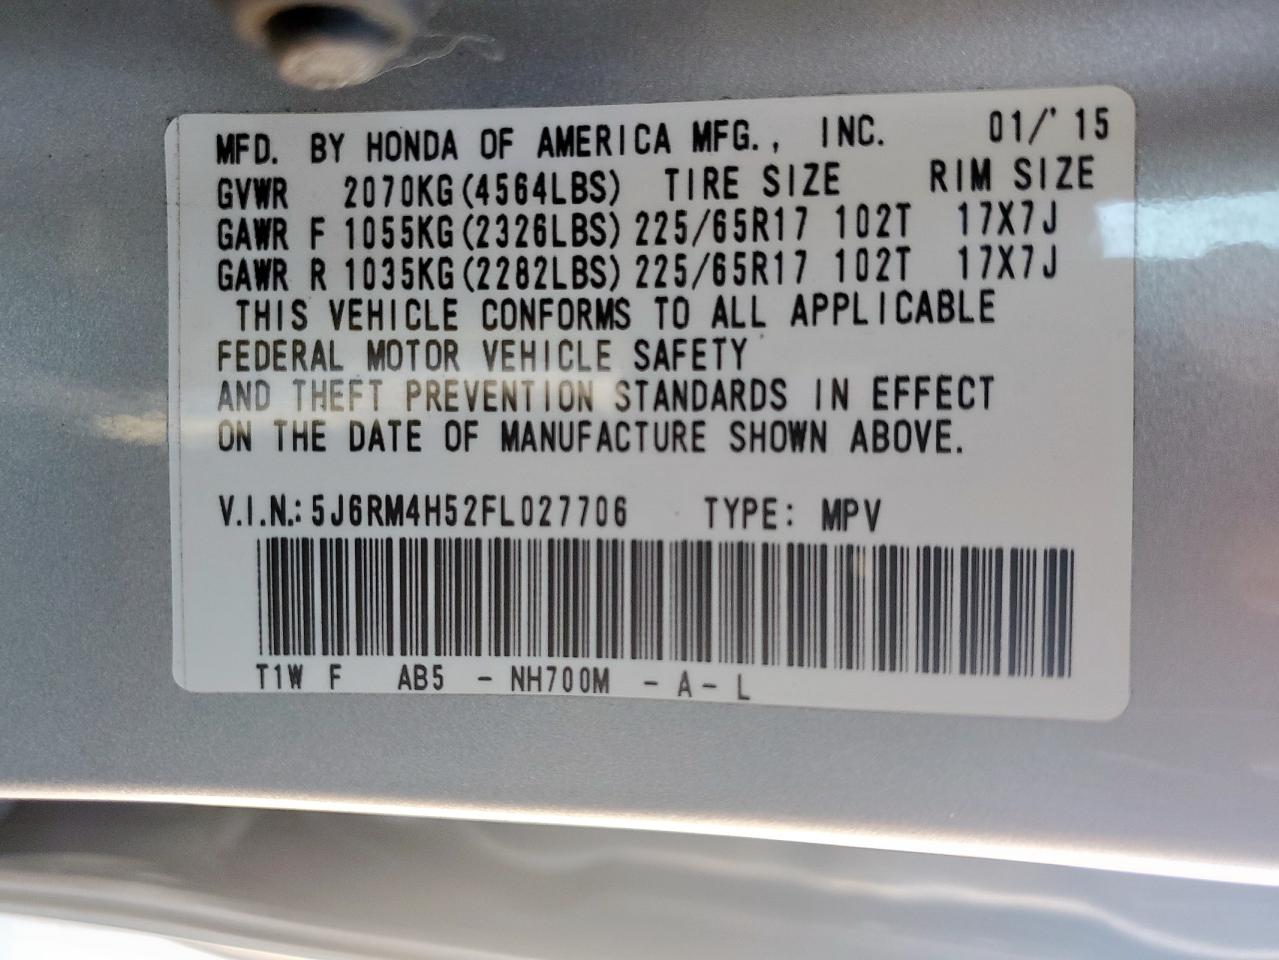 MFD. BY HONDA OF AMERICA MFG., INC. 01/'15
GVWR 2070KG(4564LBS) TIRE SIZE RIM SIZE
GAWR F 1055KG(2326LBS) 225/65R17 102T 17X7J
GAWR R 1035KG(2282LBS) 225/65R17 102T 17X7J
THIS VEHICLE CONFORMS TO ALL APPLICABLE
FEDERAL MOTOR VEHICLE SAFETY
AND THEFT PREVENTION STANDARDS IN EFFECT
ON THE DATE OF MANUFACTURE SHOWN ABOVE.
V.I.N.: 5J6RM4H52FL027706 TYPE: MPV
T1W F AB5 - NH700M - A - L